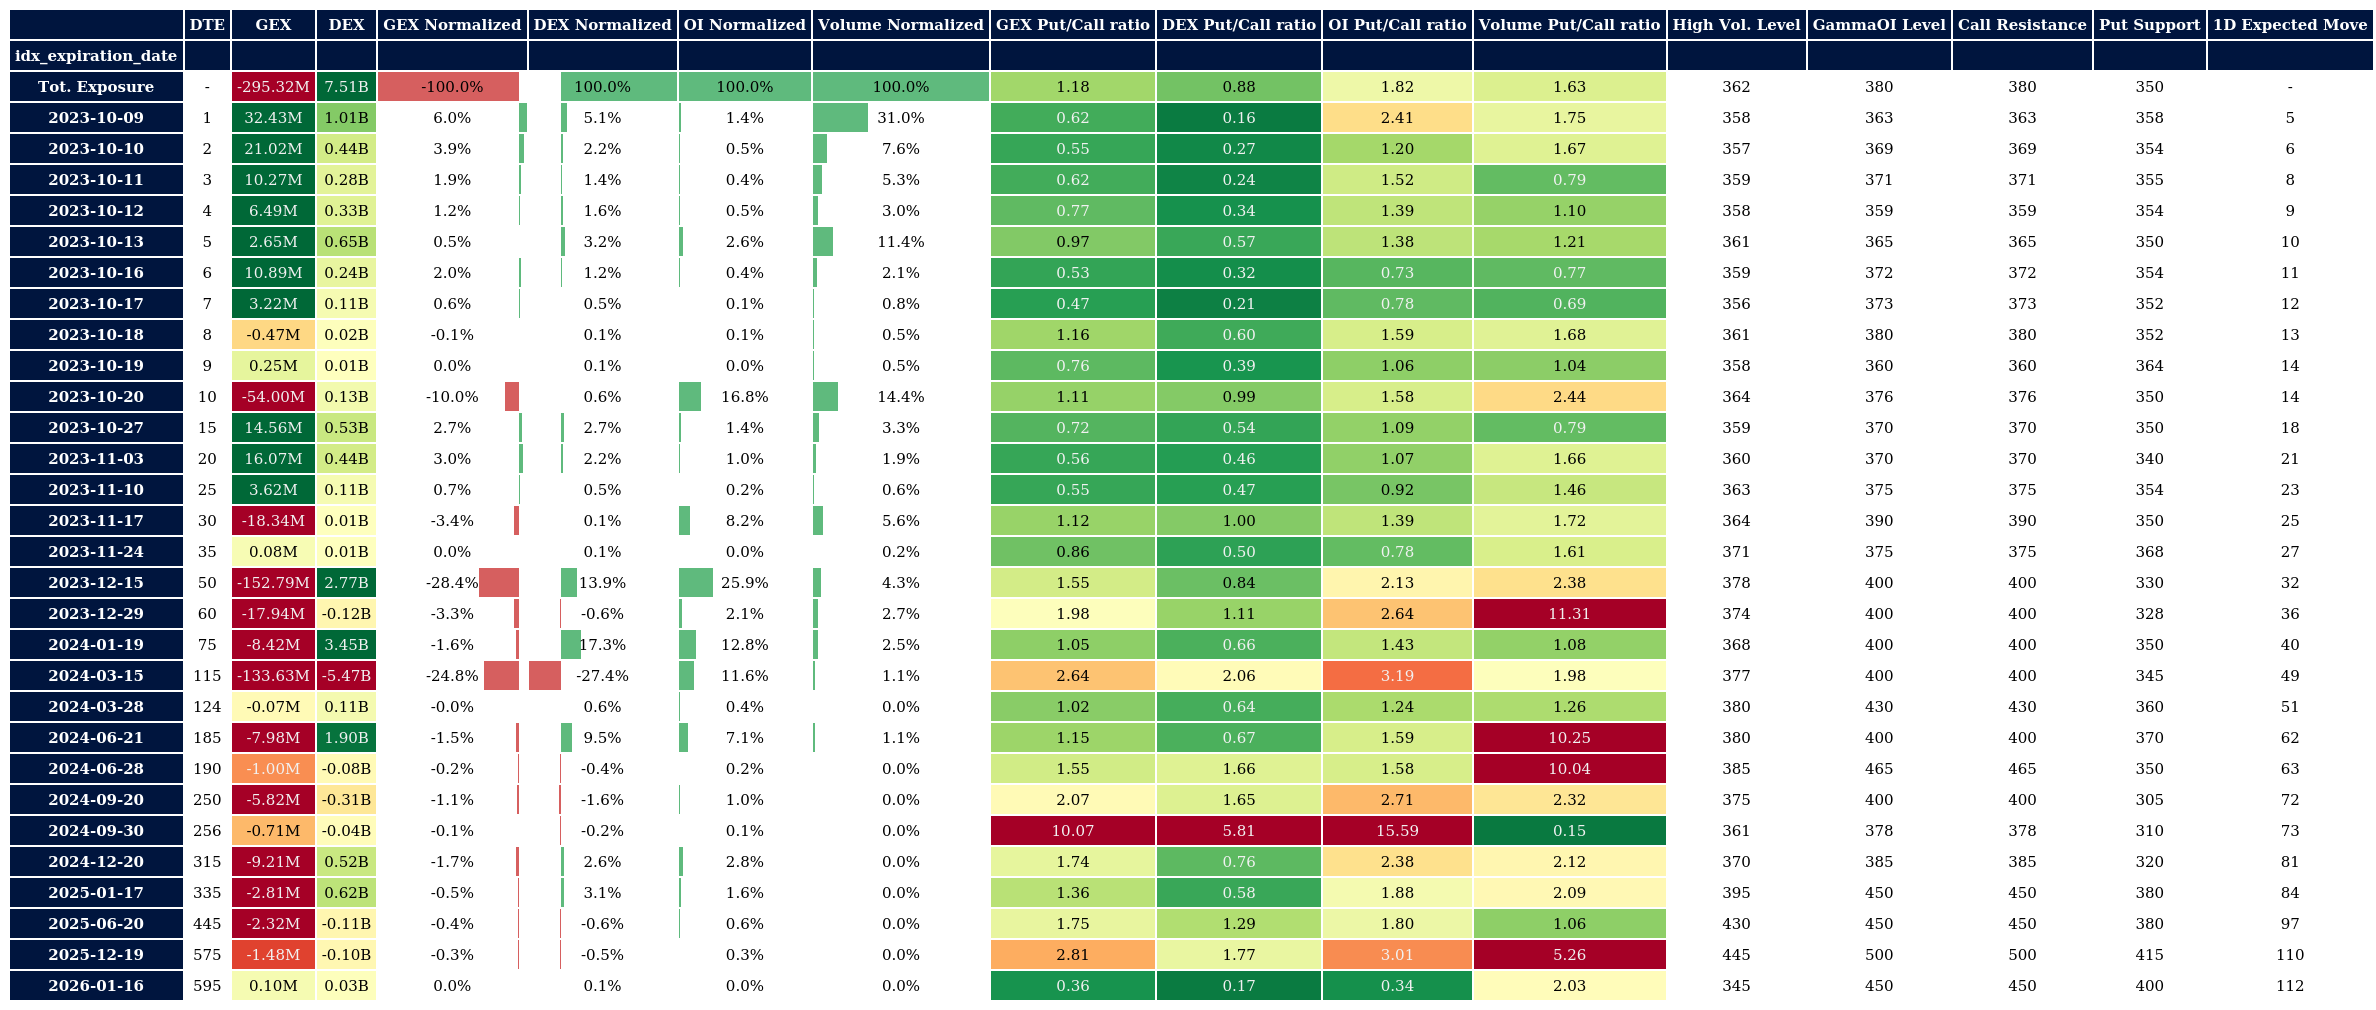 DTE GEX DEX GEX Normalized DEX Normalized OI Normalized Volume Normalized GEX Put/Call ratio DEX Put/Call ratio OI Put/Call ratio Volume Put/Call ratio High Vol. Level GammaOI Level Call Resistance Put Support 1D Expected Move
idx_expiration_date
Tot. Exposure - -295.32M 7.51B -100.0% 100.0% 100.0% 100.0% 1.18 0.88 1.82 1.63 362 380 380 350 -
2023-10-09 1 32.43M 1.01B 6.0% 5.1% 1.4% 31.0% 0.62 0.16 2.41 1.75 358 363 363 358 5
2023-10-10 2 21.02M 0.44B 3.9% 2.2% 0.5% 7.6% 0.55 0.27 1.20 1.67 357 369 369 354 6
2023-10-11 3 10.27M 0.28B 1.9% 1.4% 0.4% 5.3% 0.62 0.24 1.52 0.79 359 371 371 355 8
2023-10-12 4 6.49M 0.33B 1.2% 1.6% 0.5% 3.0% 0.77 0.34 1.39 1.10 358 359 359 354 9
2023-10-13 5 2.65M 0.65B 0.5% 3.2% 2.6% 11.4% 0.97 0.57 1.38 1.21 361 365 365 350 10
2023-10-16 6 10.89M 0.24B 2.0% 1.2% 0.4% 2.1% 0.53 0.32 0.73 0.77 359 372 372 354 11
2023-10-17 7 3.22M 0.11B 0.6% 0.5% 0.1% 0.8% 0.47 0.21 0.78 0.69 356 373 373 352 12
2023-10-18 8 -0.47M 0.02B -0.1% 0.1% 0.1% 0.5% 1.16 0.60 1.59 1.68 361 380 380 352 13
2023-10-19 9 0.25M 0.01B 0.0% 0.1% 0.0% 0.5% 0.76 0.39 1.06 1.04 358 360 360 364 14
2023-10-20 10 -54.00M 0.13B -10.0% 0.6% 16.8% 14.4% 1.11 0.99 1.58 2.44 364 376 376 350 14
2023-10-27 15 14.56M 0.53B 2.7% 2.7% 1.4% 3.3% 0.72 0.54 1.09 0.79 359 370 370 350 18
2023-11-03 20 16.07M 0.44B 3.0% 2.2% 1.0% 1.9% 0.56 0.46 1.07 1.66 360 370 370 340 21
2023-11-10 25 3.62M 0.11B 0.7% 0.5% 0.2% 0.6% 0.55 0.47 0.92 1.46 363 375 375 354 23
2023-11-17 30 -18.34M 0.01B -3.4% 0.1% 8.2% 5.6% 1.12 1.00 1.39 1.72 364 390 390 350 25
2023-11-24 35 0.08M 0.01B 0.0% 0.1% 0.0% 0.2% 0.86 0.50 0.78 1.61 371 375 375 368 27
2023-12-15 50 -152.79M 2.77B -28.4% 13.9% 25.9% 4.3% 1.55 0.84 2.13 2.38 378 400 400 330 32
2023-12-29 60 -17.94M -0.12B -3.3% -0.6% 2.1% 2.7% 1.98 1.11 2.64 11.31 374 400 400 328 36
2024-01-19 75 -8.42M 3.45B -1.6% 17.3% 12.8% 2.5% 1.05 0.66 1.43 1.08 368 400 400 350 40
2024-03-15 115 -133.63M -5.47B -24.8% -27.4% 11.6% 1.1% 2.64 2.06 3.19 1.98 377 400 400 345 49
2024-03-28 124 -0.07M 0.11B -0.0% 0.6% 0.4% 0.0% 1.02 0.64 1.24 1.26 380 430 430 360 51
2024-06-21 185 -7.98M 1.90B -1.5% 9.5% 7.1% 1.1% 1.15 0.67 1.59 10.25 380 400 400 370 62
2024-06-28 190 -1.00M -0.08B -0.2% -0.4% 0.2% 0.0% 1.55 1.66 1.58 10.04 385 465 465 350 63
2024-09-20 250 -5.82M -0.31B -1.1% -1.6% 1.0% 0.0% 2.07 1.65 2.71 2.32 375 400 400 305 72
2024-09-30 256 -0.71M -0.04B -0.1% -0.2% 0.1% 0.0% 10.07 5.81 15.59 0.15 361 378 378 310 73
2024-12-20 315 -9.21M 0.52B -1.7% 2.6% 2.8% 0.0% 1.74 0.76 2.38 2.12 370 385 385 320 81
2025-01-17 335 -2.81M 0.62B -0.5% 3.1% 1.6% 0.0% 1.36 0.58 1.88 2.09 395 450 450 380 84
2025-06-20 445 -2.32M -0.11B -0.4% -0.6% 0.6% 0.0% 1.75 1.29 1.80 1.06 430 450 450 380 97
2025-12-19 575 -1.48M -0.10B -0.3% -0.5% 0.3% 0.0% 2.81 1.77 3.01 5.26 445 500 500 415 110
2026-01-16 595 0.10M 0.03B 0.0% 0.1% 0.0% 0.0% 0.36 0.17 0.34 2.03 345 450 450 400 112